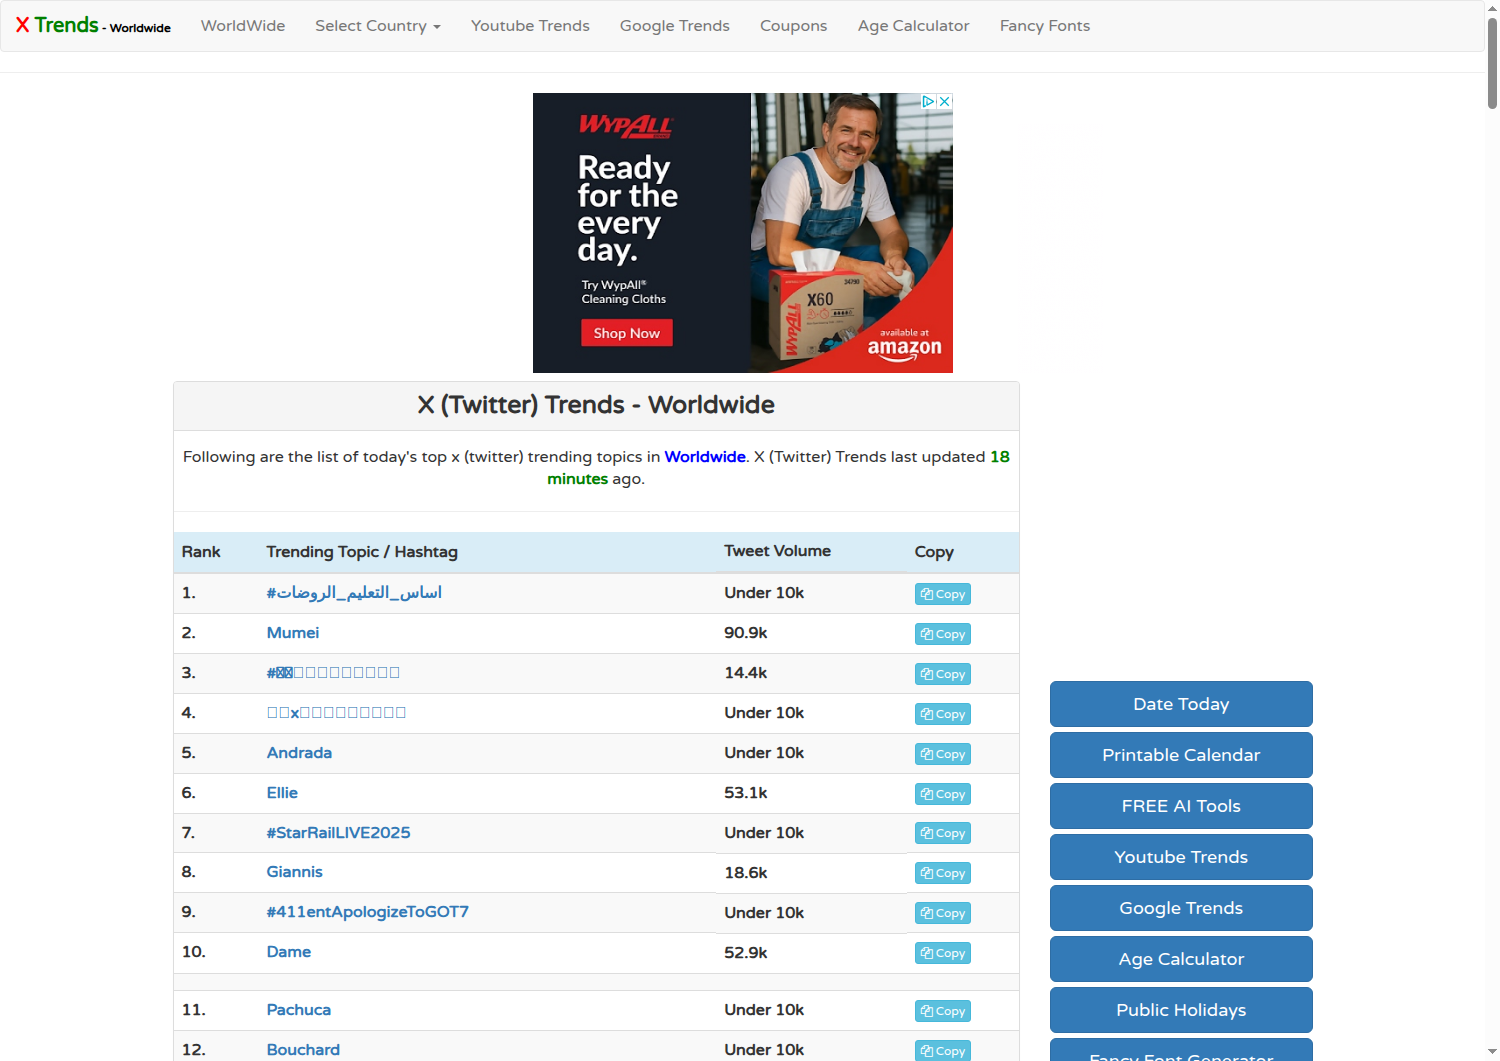 X Trends - Worldwide
WorldWide
Select Country
Youtube Trends
Google Trends
Coupons
Age Calculator
Fancy Fonts
WYPALL
Ready
for the
every
day.
Try WypAll®
Cleaning Cloths
Shop Now
34790
X60
WYPALL
available at
amazon
X (Twitter) Trends - Worldwide
Following are the list of today's top x (twitter) trending topics in Worldwide. X (Twitter) Trends last updated 18
minutes ago.
Rank Trending Topic / Hashtag Tweet Volume Copy
1. #اساس_التعليم_الروضات Under 10k Copy
2. Mumei 90.9k Copy
3. # 14.4k Copy
4. x Under 10k Copy
5. Andrada Under 10k Copy
6. Ellie 53.1k Copy
7. #StarRailLIVE2025 Under 10k Copy
8. Giannis 18.6k Copy
9. #411entApologizeToGOT7 Under 10k Copy
10. Dame 52.9k Copy
11. Pachuca Under 10k Copy
12. Bouchard Under 10k Copy
Date Today
Printable Calendar
FREE AI Tools
Youtube Trends
Google Trends
Age Calculator
Public Holidays
Fancy Font Generator